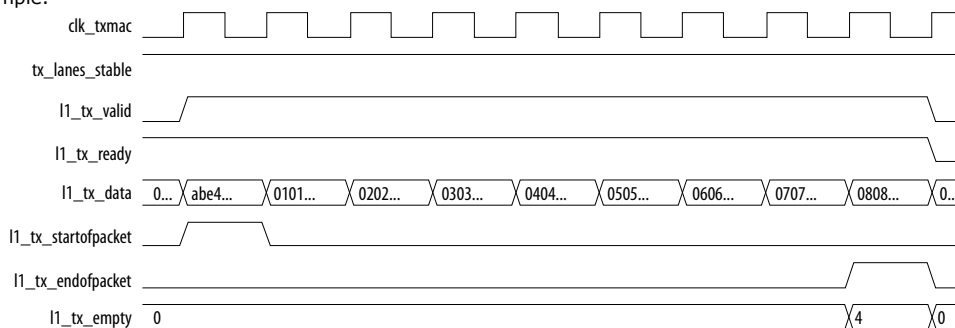 clk_txmac
tx_lanes_stable
l1_tx_valid
l1_tx_ready
l1_tx_data 0... abe4... 0101... 0202... 0303... 0404... 0505... 0606... 0707... 0808... 0..
l1_tx_startofpacket
l1_tx_endofpacket
l1_tx_empty 0 4 0